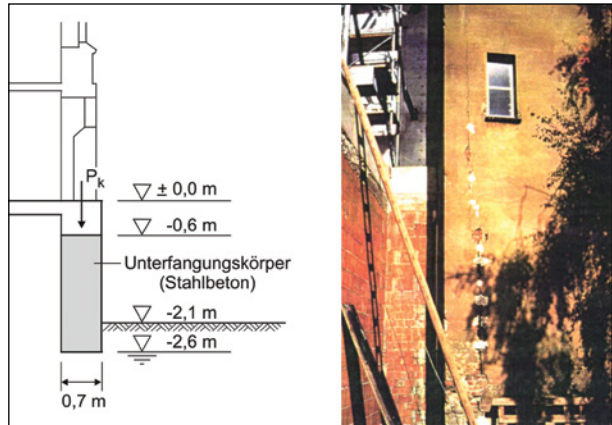 P_k
± 0,0 m
-0,6 m
Unterfangungskörper
(Stahlbeton)
-2,1 m
-2,6 m
0,7 m